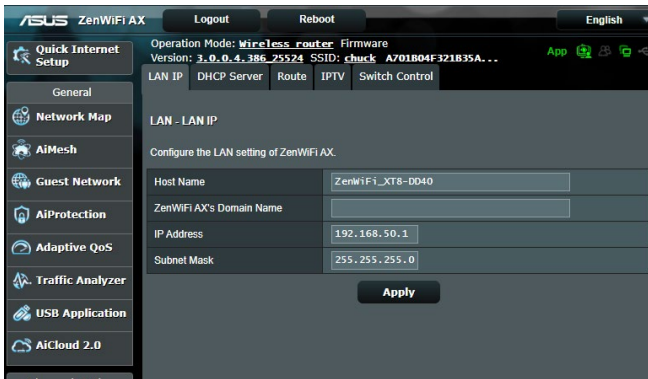 ASUS ZenWiFi AX Logout Reboot English
Quick Internet Setup
Operation Mode: Wireless router Firmware
Version: 3.0.0.4.386_25524 SSID: chuck A701B04F321B35A...
App
LAN IP DHCP Server Route IPTV Switch Control
General
Network Map
AiMesh
Guest Network
AiProtection
Adaptive QoS
Traffic Analyzer
USB Application
AiCloud 2.0
LAN - LAN IP
Configure the LAN setting of ZenWiFi AX.
Host Name ZenWiFi_XT8-DD40
ZenWiFi AX's Domain Name
IP Address 192.168.50.1
Subnet Mask 255.255.255.0
Apply